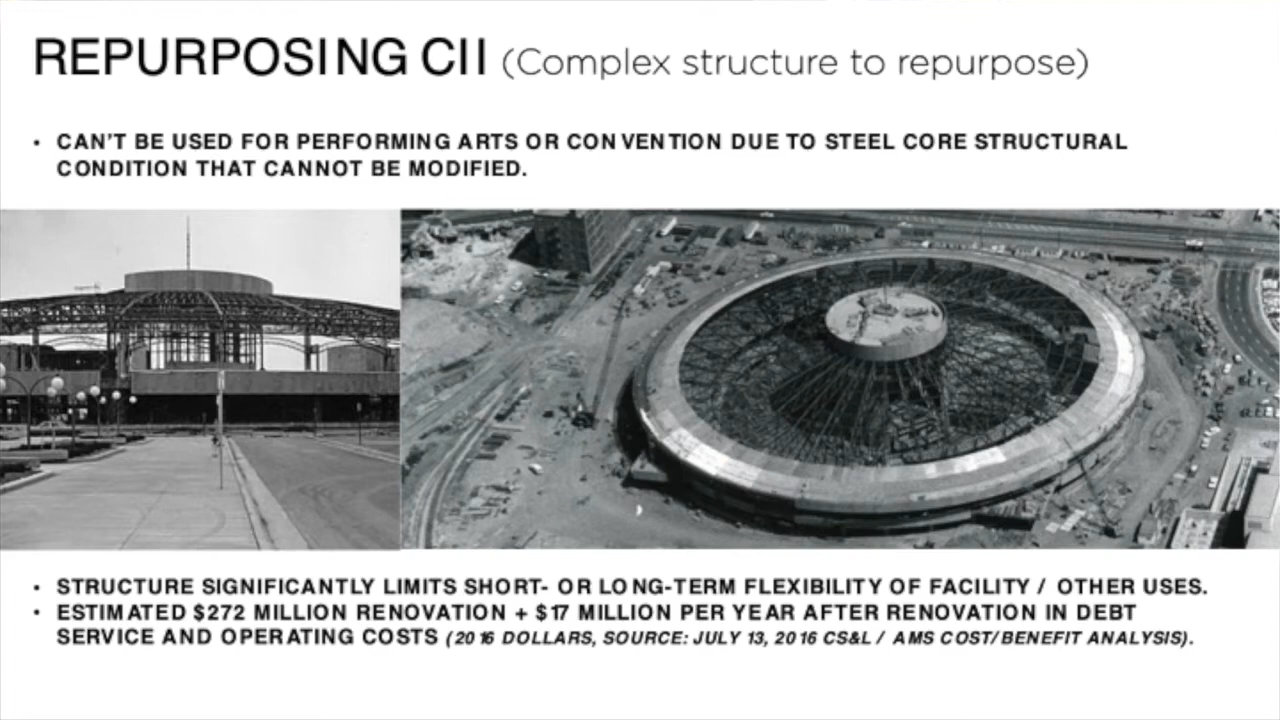 REPURPOSING CII (Complex structure to repurpose)
• CAN'T BE USED FOR PERFORMING ARTS OR CONVENTION DUE TO STEEL CORE STRUCTURAL
CONDITION THAT CANNOT BE MODIFIED.
• STRUCTURE SIGNIFICANTLY LIMITS SHORT- OR LONG-TERM FLEXIBILITY OF FACILITY / OTHER USES.
• ESTIMATED $272 MILLION RENOVATION + $17 MILLION PER YEAR AFTER RENOVATION IN DEBT
SERVICE AND OPERATING COSTS (2016 DOLLARS, SOURCE: JULY 13, 2016 CS&L / AMS COST/BENEFIT ANALYSIS).